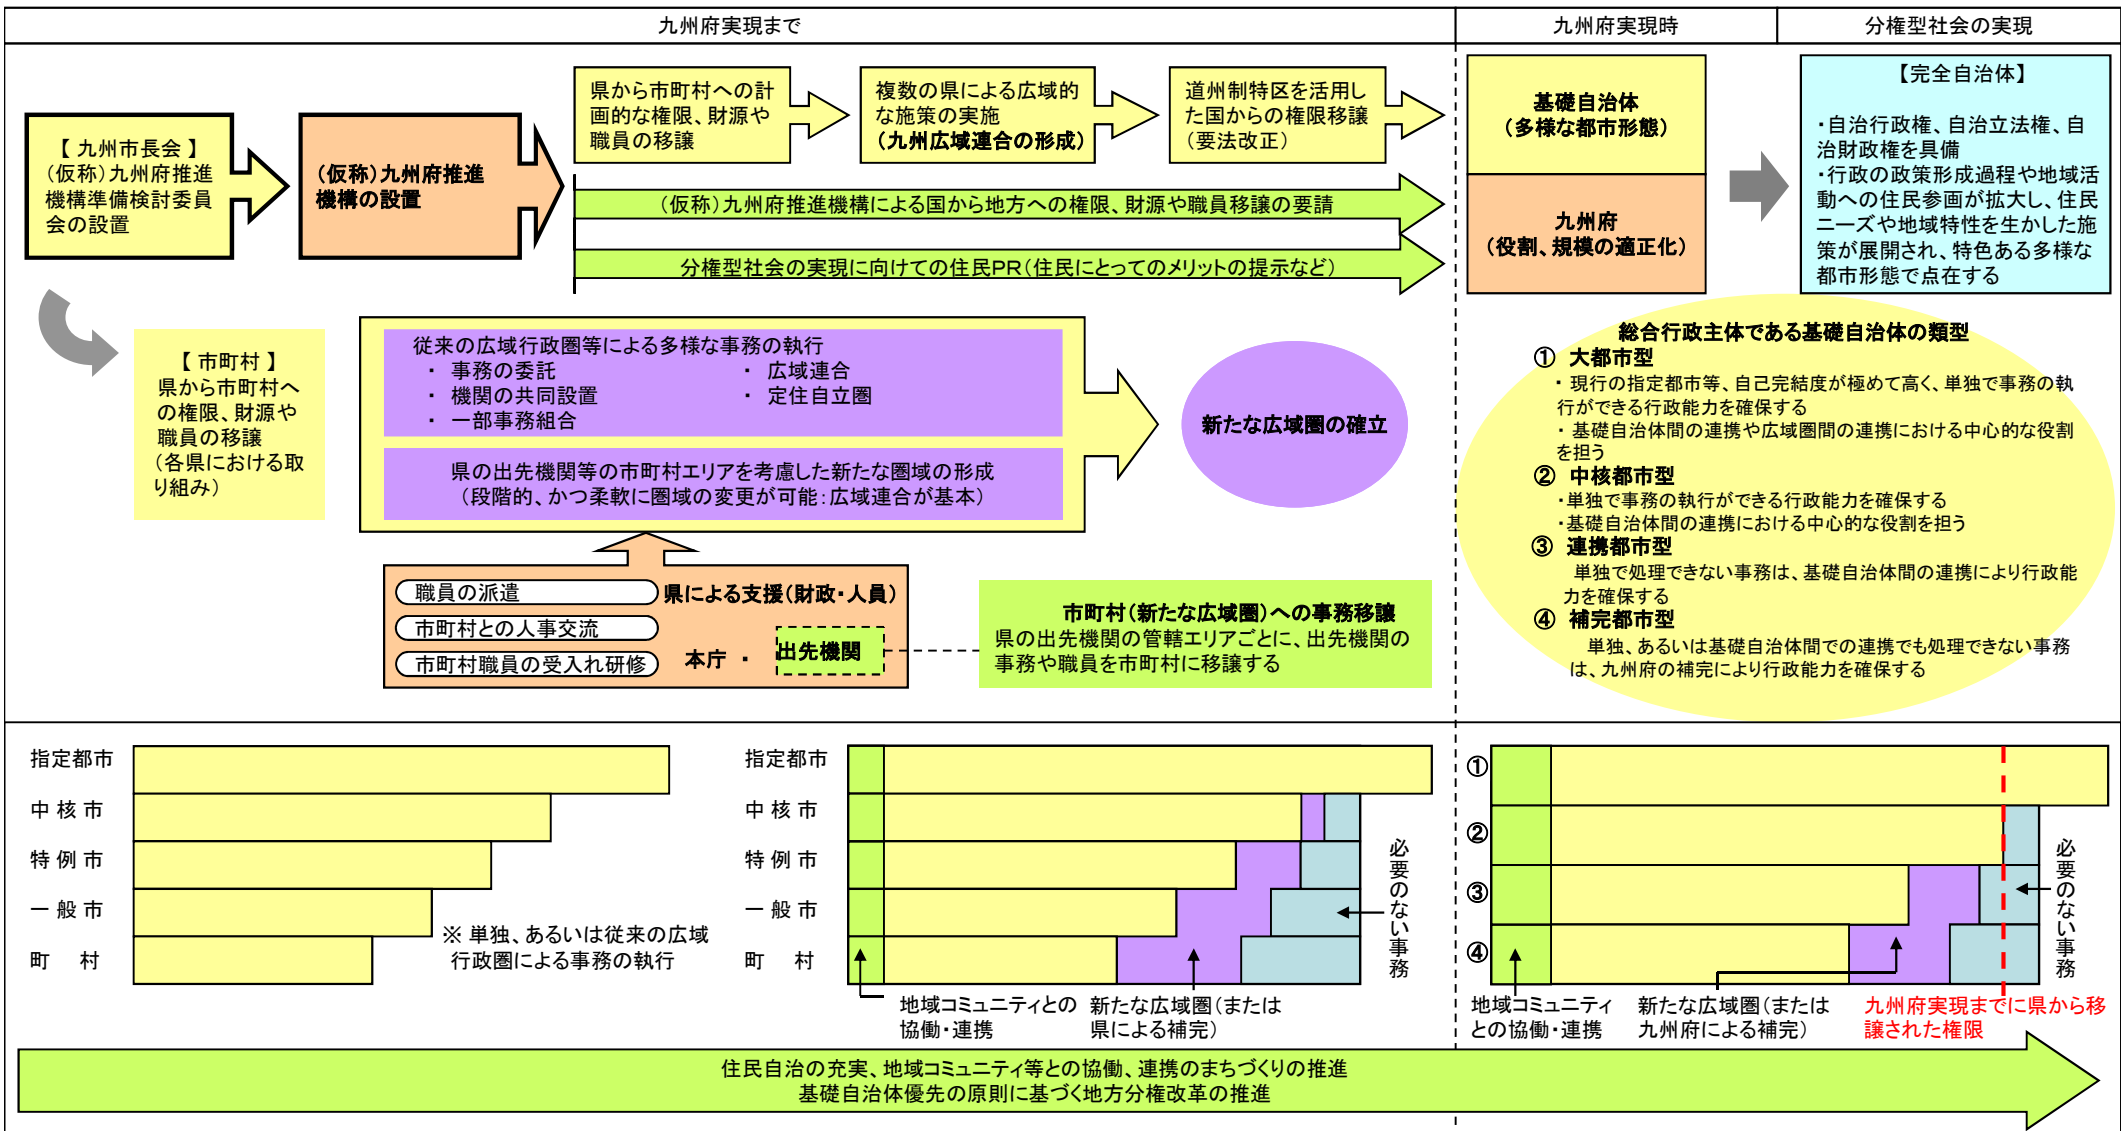 九州府実現まで
九州府実現時
分権型社会の実現
【 九州市長会 】
(仮称)九州府推進
機構準備検討委員
会の設置
(仮称)九州府推進
機構の設置
県から市町村への計
画的な権限、財源や
職員の移譲
複数の県による広域的
な施策の実施
(九州広域連合の形成)
道州制特区を活用し
た国からの権限移譲
(要法改正)
(仮称)九州府推進機構による国から地方への権限、財源や職員移譲の要請
分権型社会の実現に向けての住民PR(住民にとってのメリットの提示など)
基礎自治体
(多様な都市形態)
九州府
(役割、規模の適正化)
【完全自治体】
・自治行政権、自治立法権、自
治財政権を具備
・行政の政策形成過程や地域活
動への住民参画が拡大し、住民
ニーズや地域特性を生かした施
策が展開され、特色ある多様な
都市形態で点在する
【 市町村 】
県から市町村へ
の権限、財源や
職員の移譲
(各県における取
り組み)
従来の広域行政圏等による多様な事務の執行
・ 事務の委託
・ 広域連合
・ 機関の共同設置
・ 定住自立圏
・ 一部事務組合
県の出先機関等の市町村エリアを考慮した新たな圏域の形成
(段階的、かつ柔軟に圏域の変更が可能:広域連合が基本)
新たな広域圏の確立
職員の派遣
市町村との人事交流
市町村職員の受入れ研修
県による支援(財政・人員)
本庁 ・
出先機関
市町村(新たな広域圏)への事務移譲
県の出先機関の管轄エリアごとに、出先機関の
事務や職員を市町村に移譲する
総合行政主体である基礎自治体の類型
① 大都市型
・ 現行の指定都市等、自己完結度が極めて高く、単独で事務の執
行ができる行政能力を確保する
・ 基礎自治体間の連携や広域圏間の連携における中心的な役割
を担う
② 中核都市型
・単独で事務の執行ができる行政能力を確保する
・基礎自治体間の連携における中心的な役割を担う
③ 連携都市型
単独で処理できない事務は、基礎自治体間の連携により行政能
力を確保する
④ 補完都市型
単独、あるいは基礎自治体間での連携でも処理できない事務
は、九州府の補完により行政能力を確保する
指定都市
中 核 市
特 例 市
一 般 市
町 村
※ 単独、あるいは従来の広域
行政圏による事務の執行
指定都市
中 核 市
特 例 市
一 般 市
町 村
必要のない事務
地域コミュニティとの
協働・連携
新たな広域圏(または
県による補完)
①
②
③
④
必要のない事務
地域コミュニティ
との協働・連携
新たな広域圏(または
九州府による補完)
九州府実現までに県から移
譲された権限
住民自治の充実、地域コミュニティ等との協働、連携のまちづくりの推進
基礎自治体優先の原則に基づく地方分権改革の推進